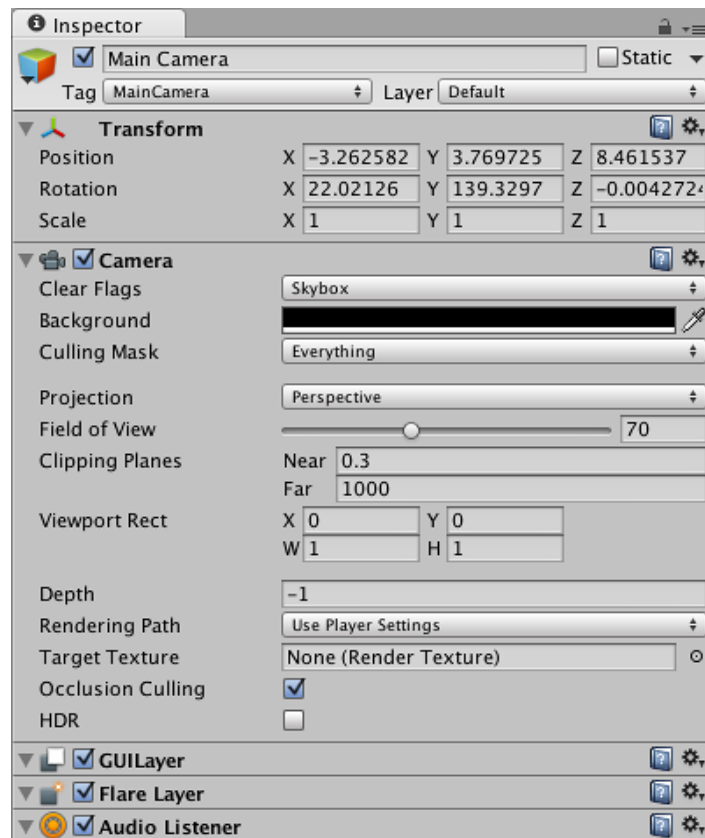 Inspector
Main Camera Static
Tag MainCamera Layer Default
Transform
Position X -3.262582 Y 3.769725 Z 8.461537
Rotation X 22.02126 Y 139.3297 Z -0.004272
Scale X 1 Y 1 Z 1
Camera
Clear Flags Skybox
Background
Culling Mask Everything
Projection Perspective
Field of View 70
Clipping Planes Near 0.3
Far 1000
Viewport Rect X 0 Y 0
W 1 H 1
Depth -1
Rendering Path Use Player Settings
Target Texture None (Render Texture)
Occlusion Culling
HDR
GUILayer
Flare Layer
Audio Listener